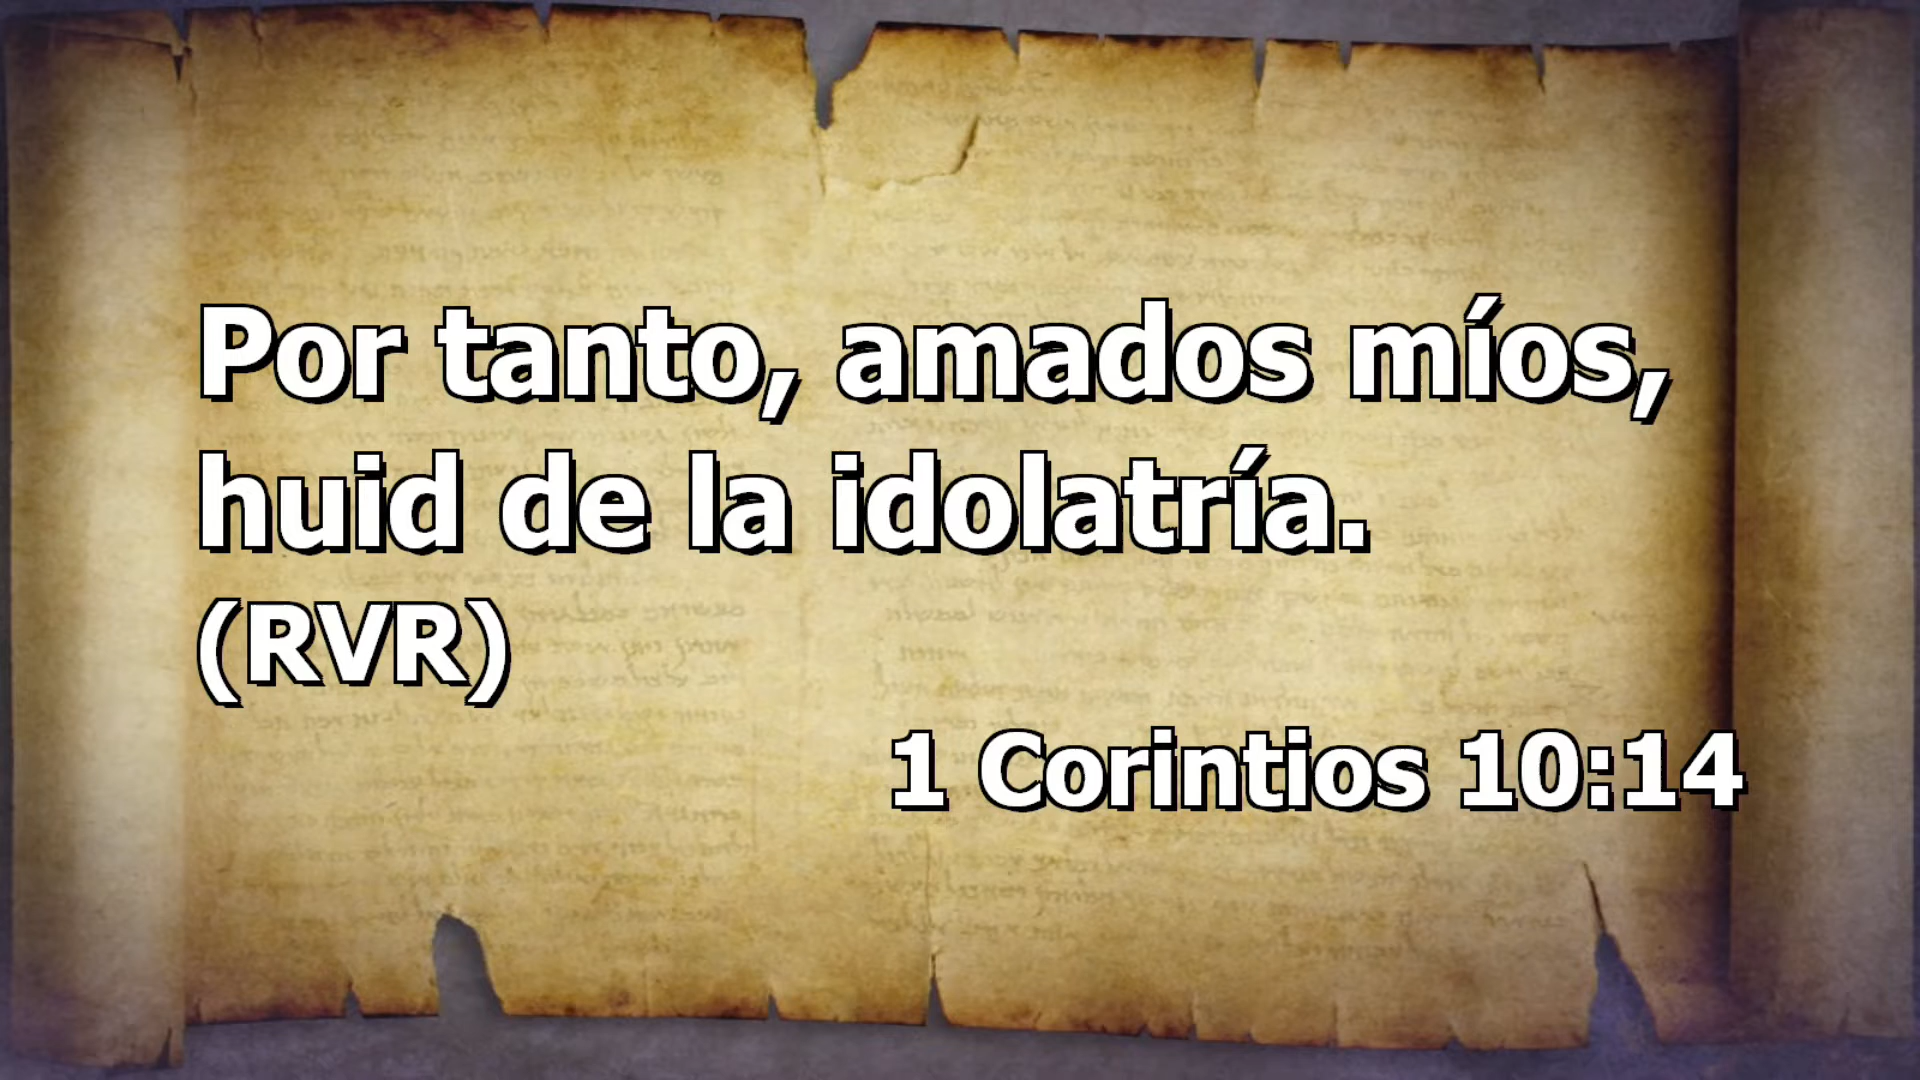 Por tanto, amados míos,
huid de la idolatría.
(RVR)
1 Corintios 10:14